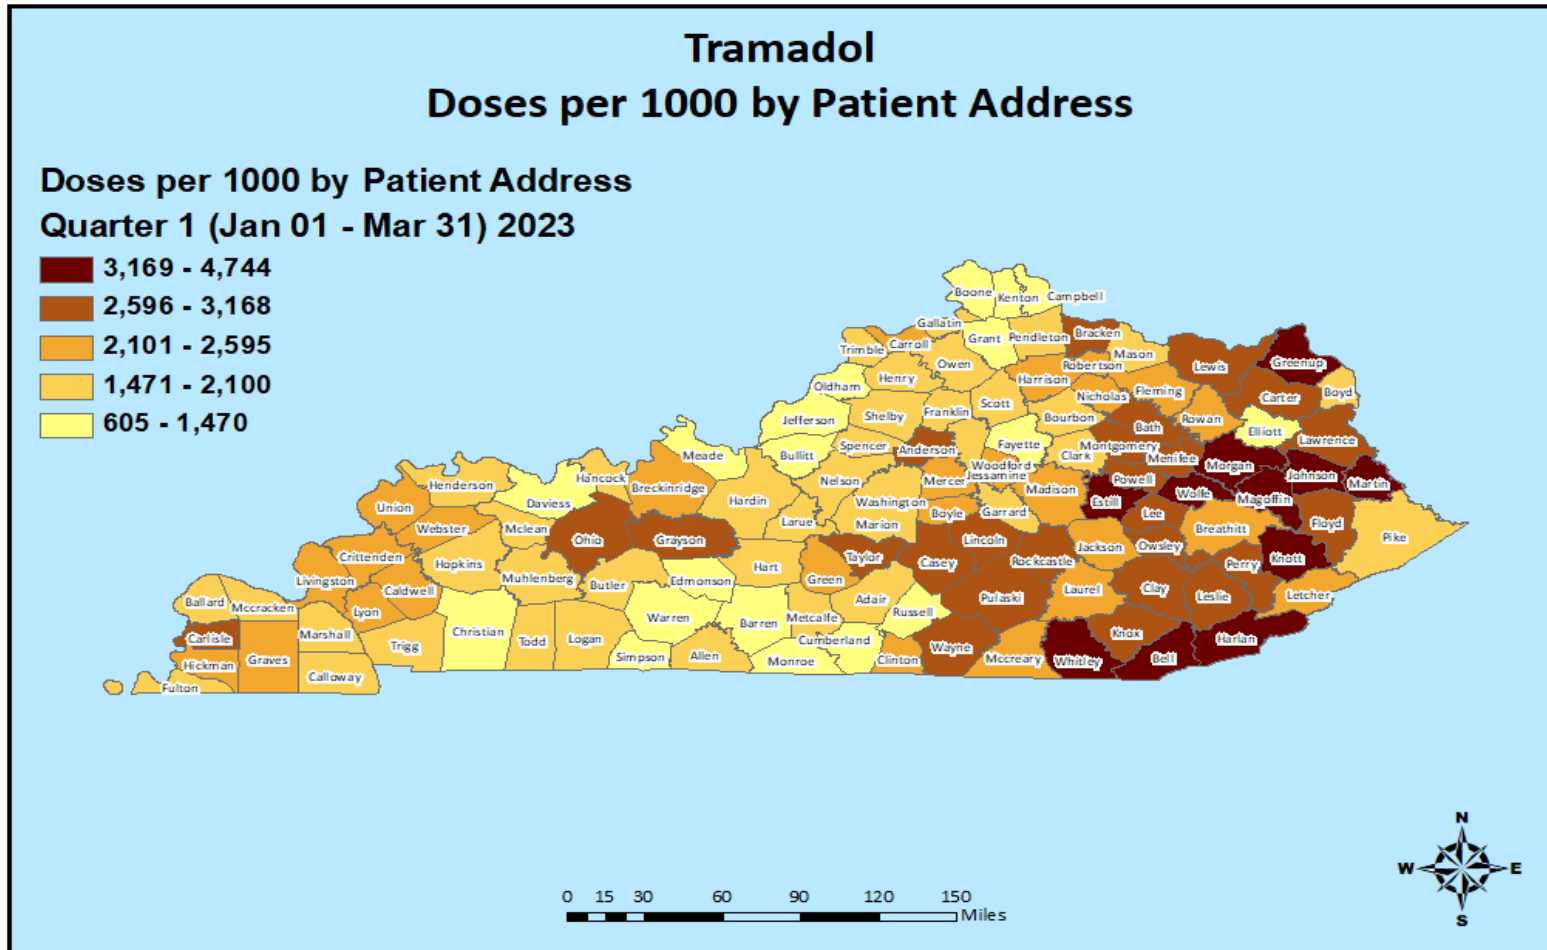 Tramadol
Doses per 1000 by Patient Address
Doses per 1000 by Patient Address
Quarter 1 (Jan 01 - Mar 31) 2023
3,169 - 4,744
2,596 - 3,168
2,101 - 2,595
1,471 - 2,100
605 - 1,470
Boone
Kenton
Campbell
Gallatin
Grant
Pendleton
Bracken
Trimble
Carroll
Owen
Mason
Robertson
Lewis
Greenup
Oldham
Henry
Harrison
Nicholas
Fleming
Carter
Boyd
Jefferson
Shelby
Franklin
Scott
Bourbon
Bath
Rowan
Elliott
Lawrence
Meade
Bullitt
Spencer
Anderson
Fayette
Woodford
Clark
Montgomery
Menifee
Morgan
Johnson
Martin
Henderson
Daviess
Hancock
Breckinridge
Hardin
Nelson
Washington
Mercer
Jessamine
Madison
Estill
Powell
Wolfe
Magoffin
Union
Webster
Mclean
Ohio
Grayson
Larue
Marion
Boyle
Garrard
Lee
Breathitt
Floyd
Pike
Crittenden
Hopkins
Muhlenberg
Butler
Edmonson
Hart
Green
Taylor
Casey
Lincoln
Rockcastle
Jackson
Owsley
Perry
Knott
Livingston
Caldwell
Lyon
Ballard
Mccracken
Christian
Todd
Logan
Warren
Barren
Metcalfe
Adair
Russell
Pulaski
Laurel
Clay
Leslie
Letcher
Carlisle
Marshall
Trigg
Simpson
Allen
Monroe
Cumberland
Clinton
Wayne
Mccreary
Whitley
Knox
Bell
Harlan
Hickman
Graves
Calloway
Fulton
N
W
E
S
0 15 30 60 90 120 150
Miles